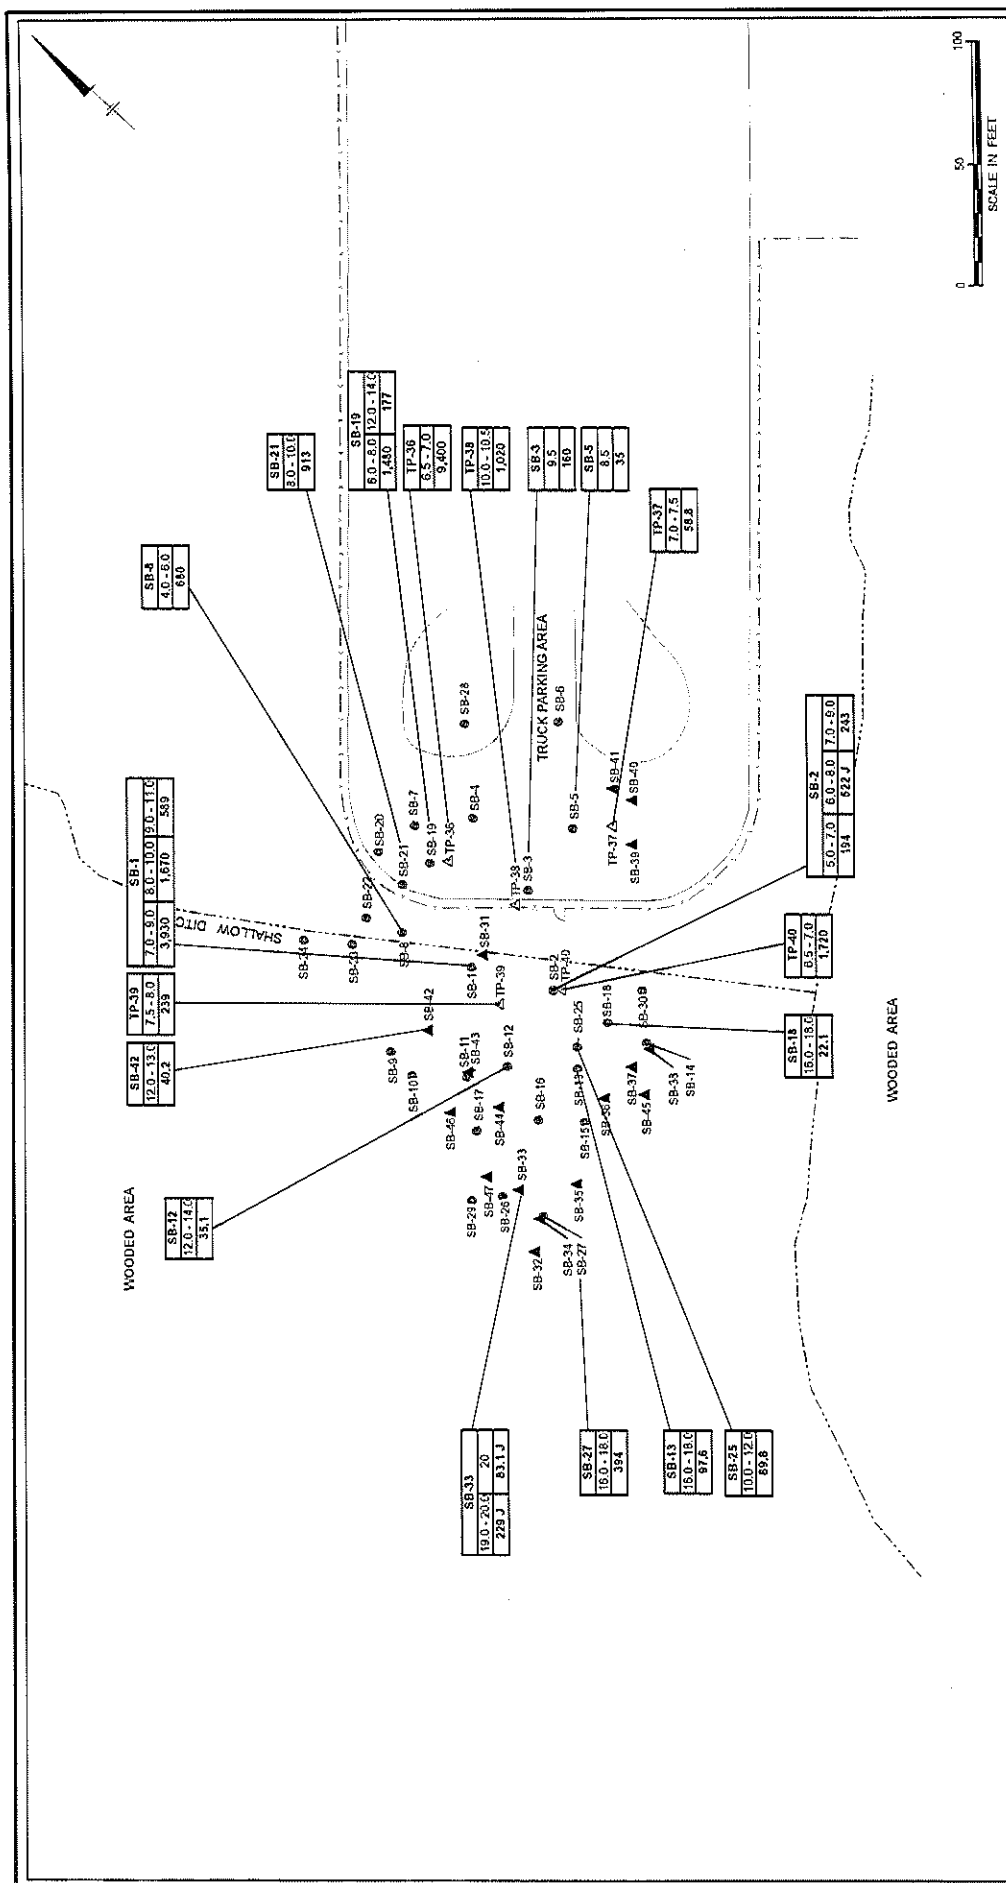 SB-21
8.0 - 10.0
913
SB-19
6.0 - 8.0 12.0 - 14.0
1,480 177
TP-36
6.5 - 7.0
9,400
TP-38
10.0 - 10.5
1,020
SB-3
9.5
160
SB-5
8.5
35
TP-37
7.0 - 7.5
58.8
SB-8
4.0 - 6.0
680
SB-1
7.0 - 9.0 8.0 - 10.0 9.0 - 11.0
3,930 1,670 589
TP-39
7.5 - 8.0
239
SB-42
12.0 - 13.0
40.2
SB-12
12.0 - 14.0
35.1
SB-2
5.0 - 7.0 6.0 - 8.0 7.0 - 9.0
194 522 J 243
TP-40
6.5 - 7.0
1,720
SB-18
16.0 - 18.0
22.1
SB-33
19.0 - 20.0 20
229 J 83.1 J
SB-27
16.0 - 18.0
394
SB-13
16.0 - 18.0
97.6
SB-25
10.0 - 12.0
89.8
WOODED AREA
WOODED AREA
SHALLOW DITC
TRUCK PARKING AREA
SB-28
SB-6
SB-7
SB-4
SB-5
SB-41
SB-40
SB-39
TP-37
SB-20
SB-21
SB-19
TP-36
SB-3
TP-38
SB-22
SB-24
SB-23
SB-8
SB-31
SB-1
TP-39
SB-2
TP-40
SB-42
SB-18
SB-30
SB-25
SB-9
SB-10
SB-11
SB-43
SB-12
SB-13
SB-37
SB-38
SB-14
SB-46
SB-17
SB-44
SB-16
SB-15
SB-36
SB-45
SB-29
SB-47
SB-26
SB-33
SB-35
SB-32
SB-34
SB-27
0 50 100
SCALE IN FEET